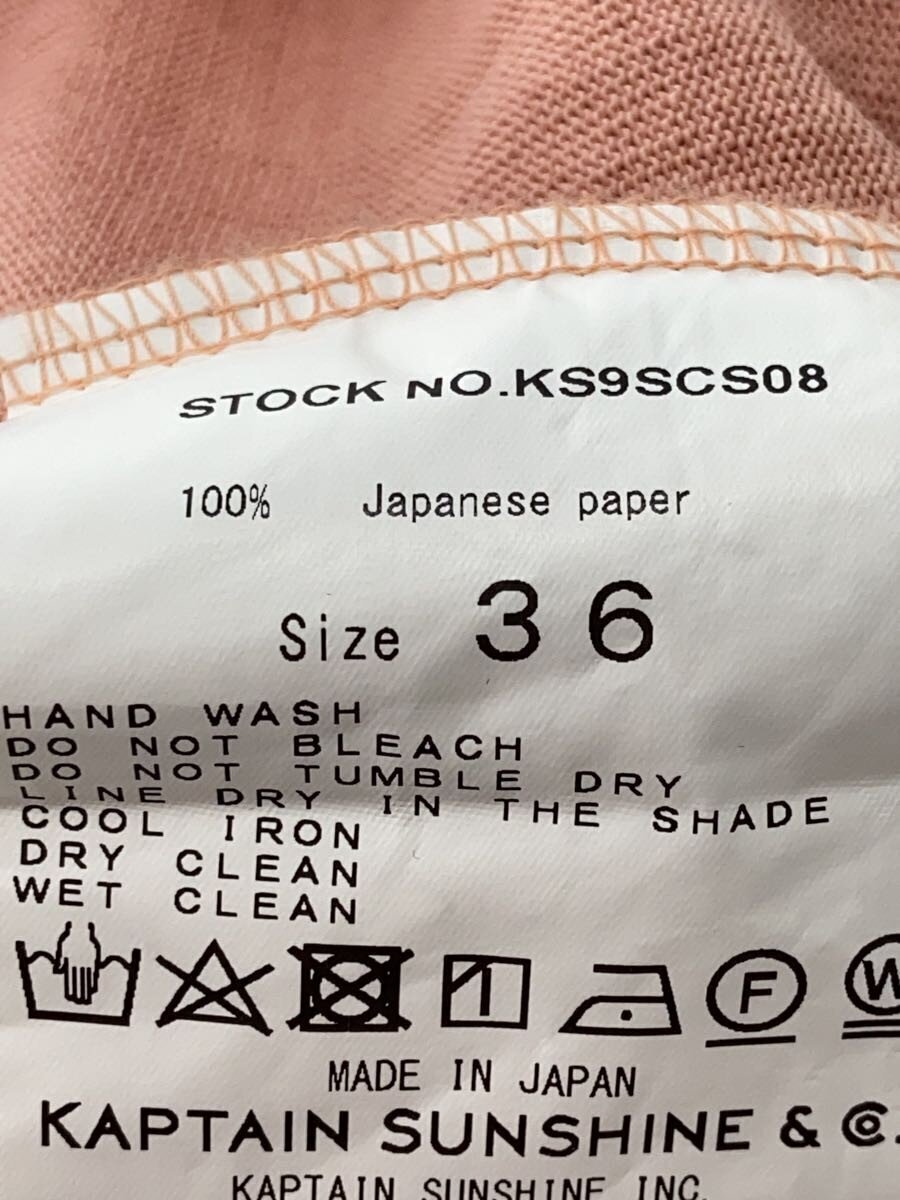 STOCK NO.KS9SCS08
100% Japanese paper
Size 36
HAND WASH
DO NOT BLEACH
DO NOT TUMBLE DRY
LINE DRY IN THE SHADE
COOL IRON
DRY CLEAN
WET CLEAN
F W
MADE IN JAPAN
KAPTAIN SUNSHINE & Co.
KAPTAIN SUNSHINE INC.